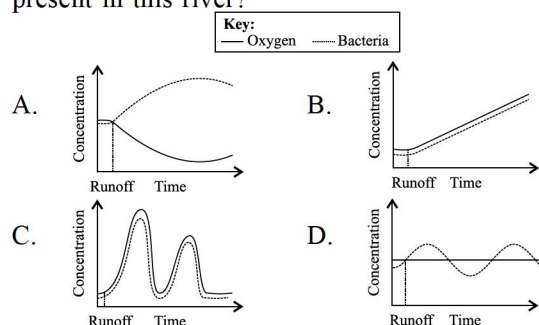 present in this river?
Key:
Oxygen Bacteria
A.
Concentration
Runoff Time
B.
Concentration
Runoff Time
C.
Concentration
Runoff Time
D.
Concentration
Runoff Time